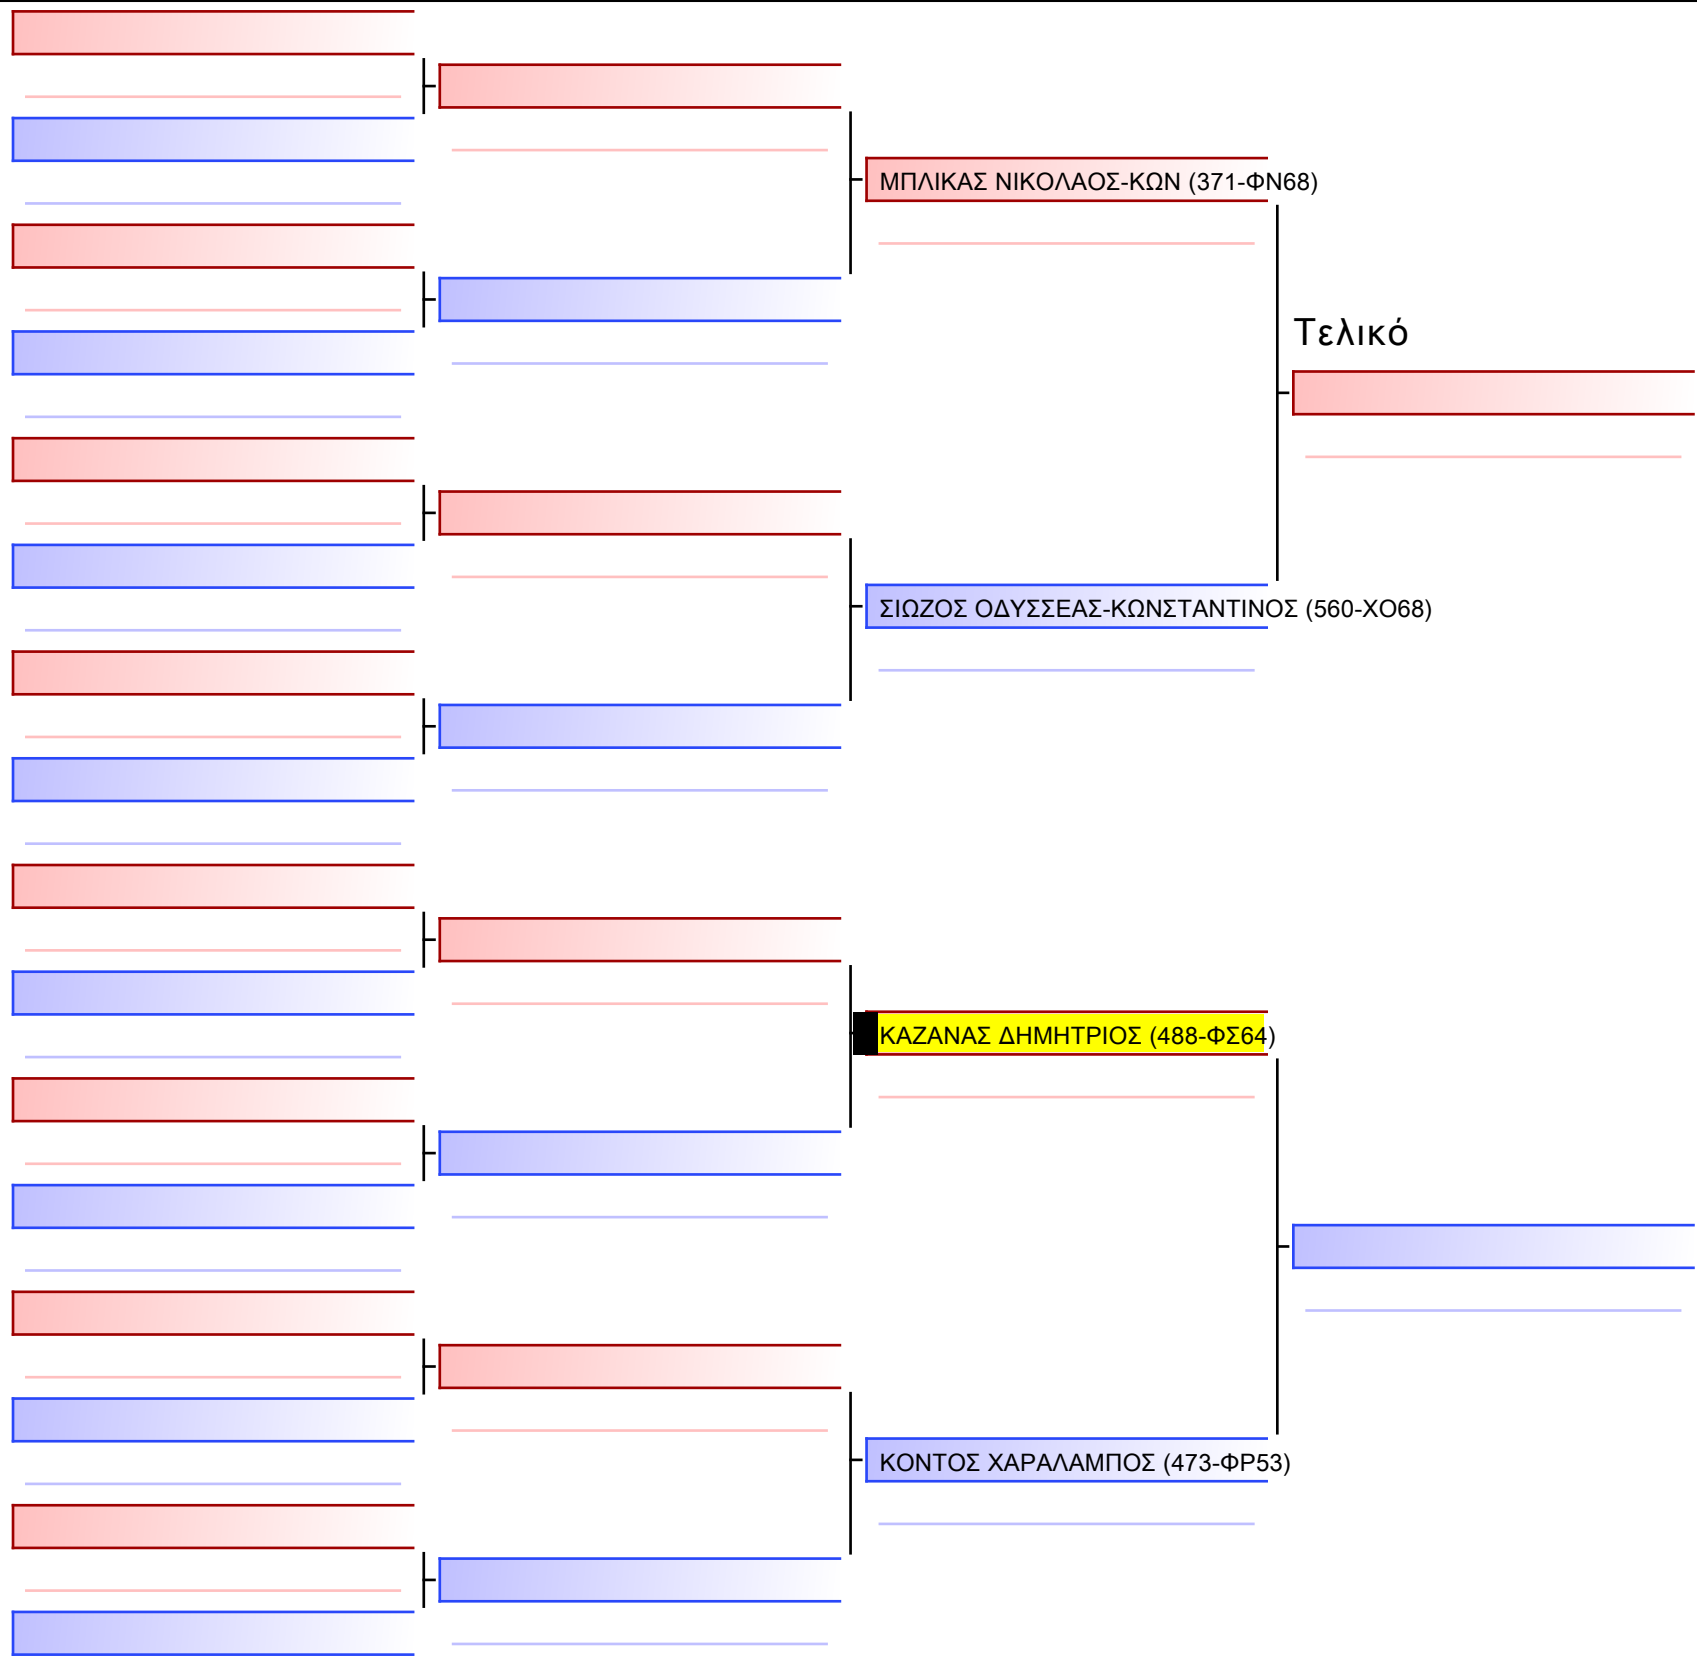 ΜΠΛΙΚΑΣ ΝΙΚΟΛΑΟΣ-ΚΩΝ (371-ΦΝ68)
Τελικό
ΣΙΩΖΟΣ ΟΔΥΣΣΕΑΣ-ΚΩΝΣΤΑΝΤΙΝΟΣ (560-ΧΟ68)
ΚΑΖΑΝΑΣ ΔΗΜΗΤΡΙΟΣ (488-ΦΣ64)
ΚΟΝΤΟΣ ΧΑΡΑΛΑΜΠΟΣ (473-ΦΡ53)